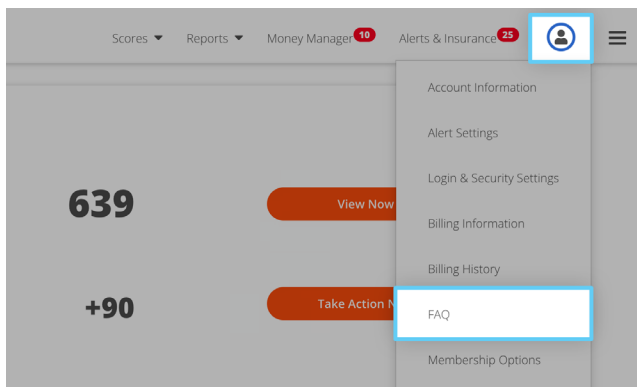 Scores Reports Money Manager 10 Alerts & Insurance 25
Account Information
Alert Settings
Login & Security Settings
639 View Now
Billing Information
Billing History
+90 Take Action N
FAQ
Membership Options